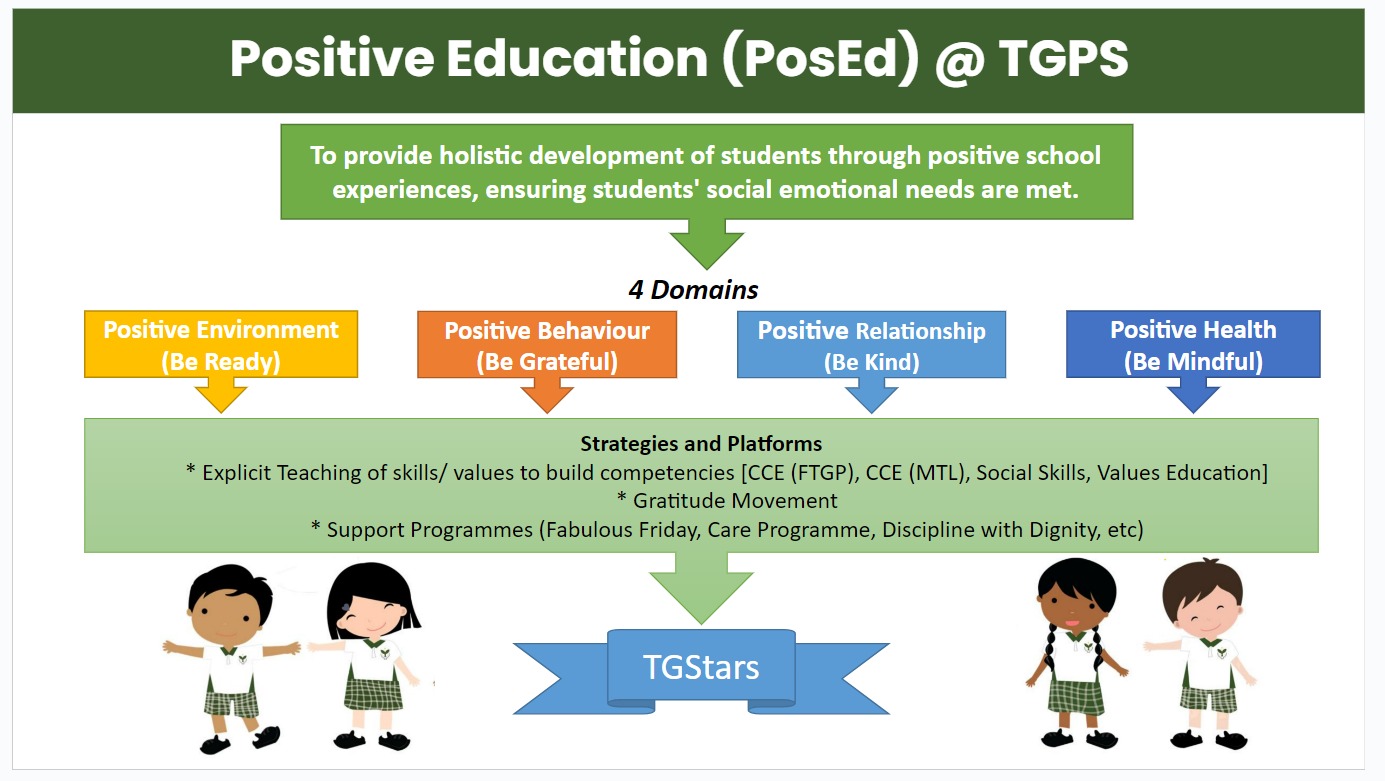 Positive Education (PosEd) @ TGPS
To provide holistic development of students through positive school
experiences, ensuring students' social emotional needs are met.
4 Domains
Positive Environment
(Be Ready)
Positive Behaviour
(Be Grateful)
Positive Relationship
(Be Kind)
Positive Health
(Be Mindful)
Strategies and Platforms
* Explicit Teaching of skills/ values to build competencies [CCE (FTGP), CCE (MTL), Social Skills, Values Education]
* Gratitude Movement
* Support Programmes (Fabulous Friday, Care Programme, Discipline with Dignity, etc)
TGStars